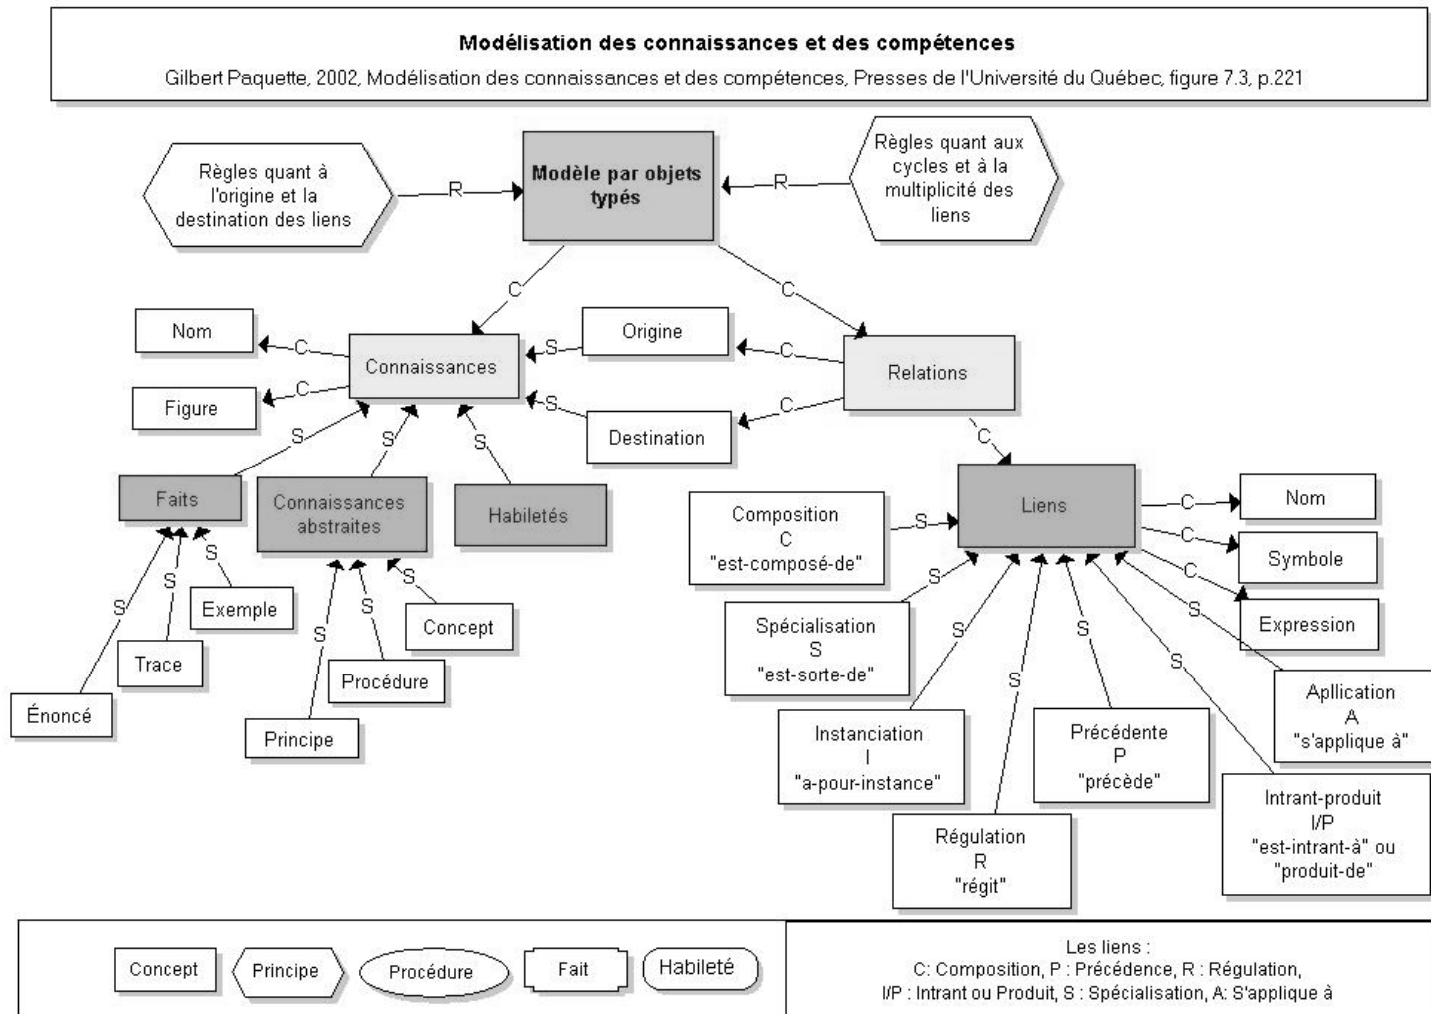 Modélisation des connaissances et des compétences
Gilbert Paquette, 2002, Modélisation des connaissances et des compétences, Presses de l'Université du Québec, figure 7.3, p.221
Règles quant à
l'origine et la
destination des liens
R
Modèle par objets
typés
R
Règles quant aux
cycles et à la
multiplicité des
liens
C
C
Nom
C
Connaissances
S
Origine
C
Relations
Figure
C
S
Destination
C
C
S
S
S
Faits
Connaissances
abstraites
Habiletés
Liens
C
Nom
C
Symbole
C
Expression
Composition
C
"est-composé-de"
S
S
S
S
Exemple
Trace
Énoncé
S
S
S
Concept
Procédure
Principe
Spécialisation
S
"est-sorte-de"
S
S
S
S
S
S
Instanciation
I
"a-pour-instance"
Régulation
R
"régit"
Précédente
P
"précède"
Apllication
A
"s'applique à"
Intrant-produit
I/P
"est-intrant-à" ou
"produit-de"
Concept
Principe
Procédure
Fait
Habileté
Les liens :
C: Composition, P : Précédence, R : Régulation,
I/P : Intrant ou Produit, S : Spécialisation, A: S'applique à